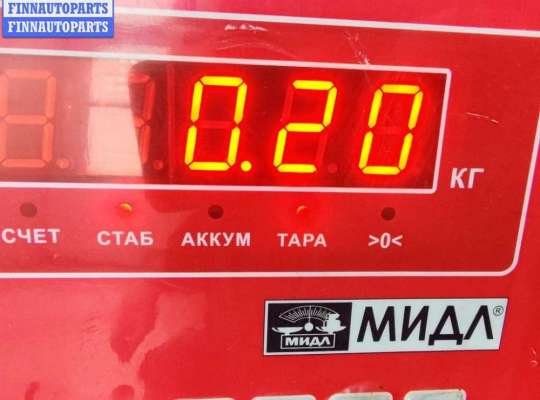 FINNAUTOPARTS
FINNAUTOPARTS
0.20
КГ
СЧЕТ СТАБ АККУМ ТАРА >0<
МИДЛ МИДЛ®